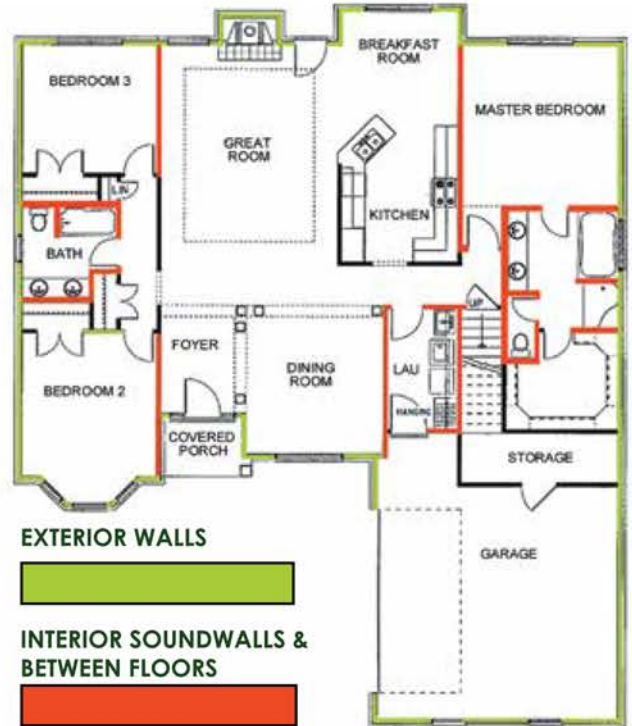 BEDROOM 3
BREAKFAST
ROOM
MASTER BEDROOM
GREAT
ROOM
LIN
KITCHEN
BATH
UP
FOYER
DINING
ROOM
LAU
BEDROOM 2
HANGING
COVERED
PORCH
STORAGE
GARAGE
EXTERIOR WALLS
INTERIOR SOUNDWALLS &
BETWEEN FLOORS